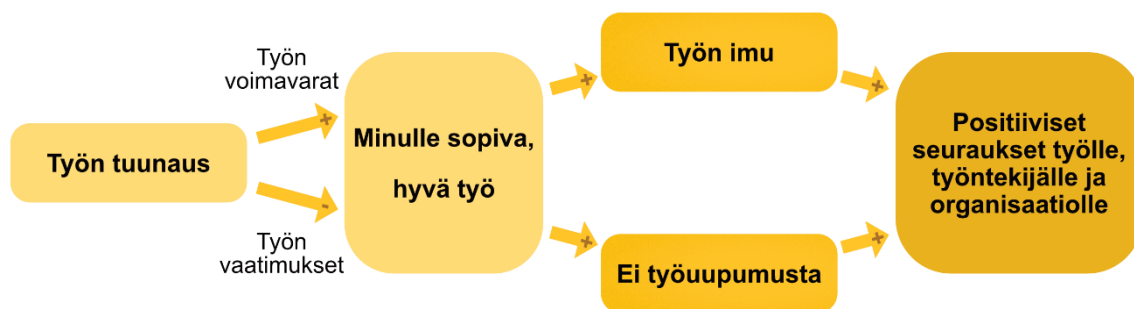 Työn tuunaus
Työn
voimavarat
+
-
Työn
vaatimukset
Minulle sopiva,
hyvä työ
+
+
Työn imu
Ei työuupumusta
+
+
Positiiviset
seuraukset työlle,
työntekijälle ja
organisaatiolle